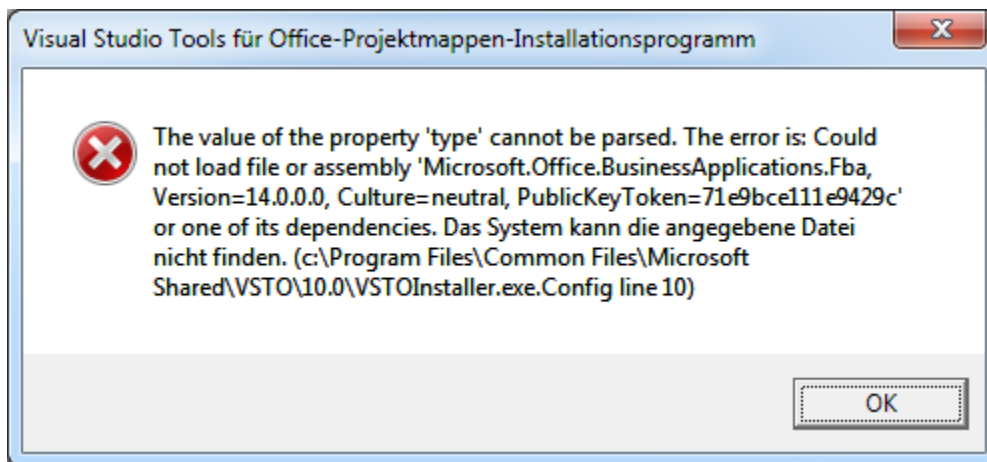 Visual Studio Tools für Office-Projektmappen-Installationsprogramm
The value of the property 'type' cannot be parsed. The error is: Could
not load file or assembly 'Microsoft.Office.BusinessApplications.Fba,
Version=14.0.0.0, Culture=neutral, PublicKeyToken=71e9bce111e9429c'
or one of its dependencies. Das System kann die angegebene Datei
nicht finden. (c:\Program Files\Common Files\Microsoft
Shared\VSTO\10.0\VSTOInstaller.exe.Config line 10)
OK